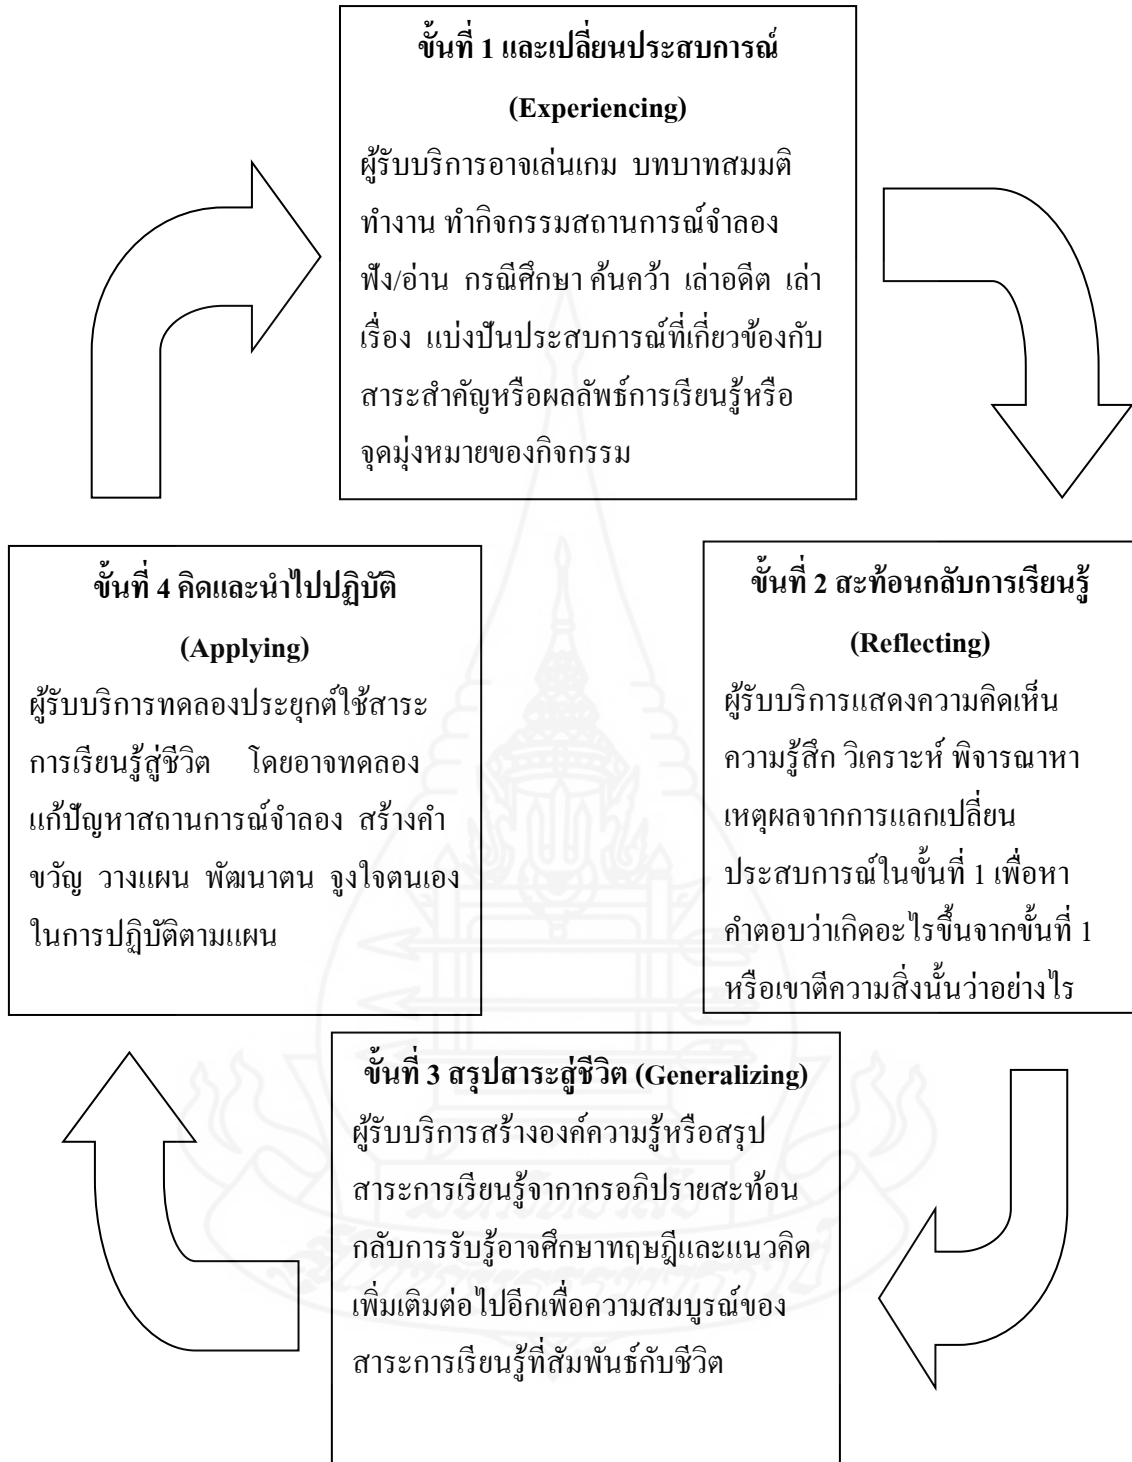 ขั้นที่ 1 และเปลี่ยนประสบการณ์
(Experiencing)
ผู้รับบริการอาจเล่นเกม บทบาทสมมติ
ทำงาน ทำกิจกรรมสถานการณ์จำลอง
ฟัง/อ่าน กรณีศึกษา ค้นคว้า เล่าอดีต เล่า
เรื่อง แบ่งปันประสบการณ์ที่เกี่ยวข้องกับ
สาระสำคัญหรือผลลัพธ์การเรียนรู้หรือ
จุดมุ่งหมายของกิจกรรม
ขั้นที่ 2 สะท้อนกลับการเรียนรู้
(Reflecting)
ผู้รับบริการแสดงความคิดเห็น
ความรู้สึก วิเคราะห์ พิจารณาหา
เหตุผลจากการแลกเปลี่ยน
ประสบการณ์ในขั้นที่ 1 เพื่อหา
คำตอบว่าเกิดอะไรขึ้นจากขั้นที่ 1
หรือเขาตีความสิ่งนั้นว่าอย่างไร
ขั้นที่ 3 สรุปสาระสู่ชีวิต (Generalizing)
ผู้รับบริการสร้างองค์ความรู้หรือสรุป
สาระการเรียนรู้จากากรอภิปรายสะท้อน
กลับการรับรู้อาจศึกษาทฤษฎีและแนวคิด
เพิ่มเติมต่อไปอีกเพื่อความสมบูรณ์ของ
สาระการเรียนรู้ที่สัมพันธ์กับชีวิต
ขั้นที่ 4 คิดและนำไปปฏิบัติ
(Applying)
ผู้รับบริการทดลองประยุกต์ใช้สาระ
การเรียนรู้สู่ชีวิต โดยอาจทดลอง
แก้ปัญหาสถานการณ์จำลอง สร้างคำ
ขวัญ วางแผน พัฒนาตน จูงใจตนเอง
ในการปฏิบัติตามแผน